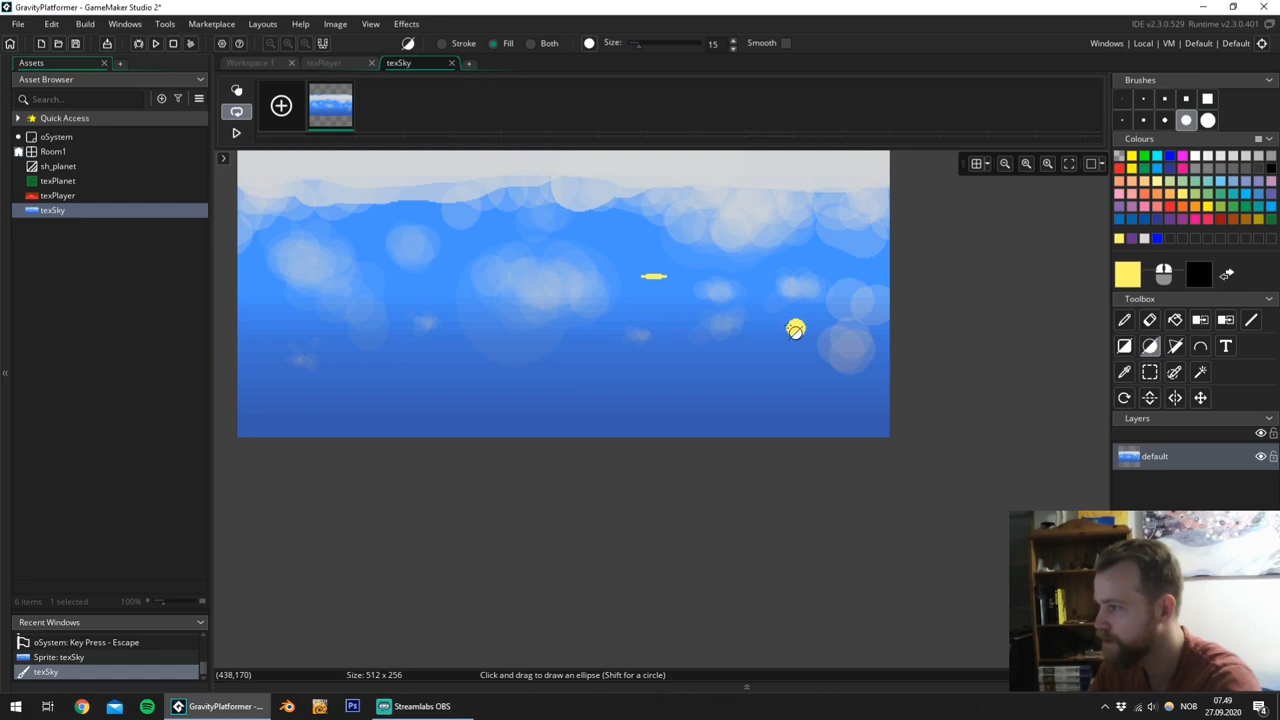 GravityPlatformer - GameMaker Studio 2*
File Edit Build Windows Tools Marketplace Layouts Help Image View Effects
IDE v2.3.0.529 Runtime v2.3.0.401
Stroke Fill Both Size: 15 Smooth
Windows | Local | VM | Default | Default
Assets
Workspace 1 texPlayer texSky
Asset Browser
Brushes
Search...
Quick Access
oSystem
Room1
sh_planet
texPlanet
texPlayer
texSky
Colours
Toolbox
Layers
default
6 items 1 selected 100%
Recent Windows
oSystem: Key Press - Escape
Sprite: texSky
texSky
(438,170) Size: 512 x 256 Click and drag to draw an ellipse (Shift for a circle)
GravityPlatformer -... Streamlabs OBS
NOB
07.49
27.09.2020
4